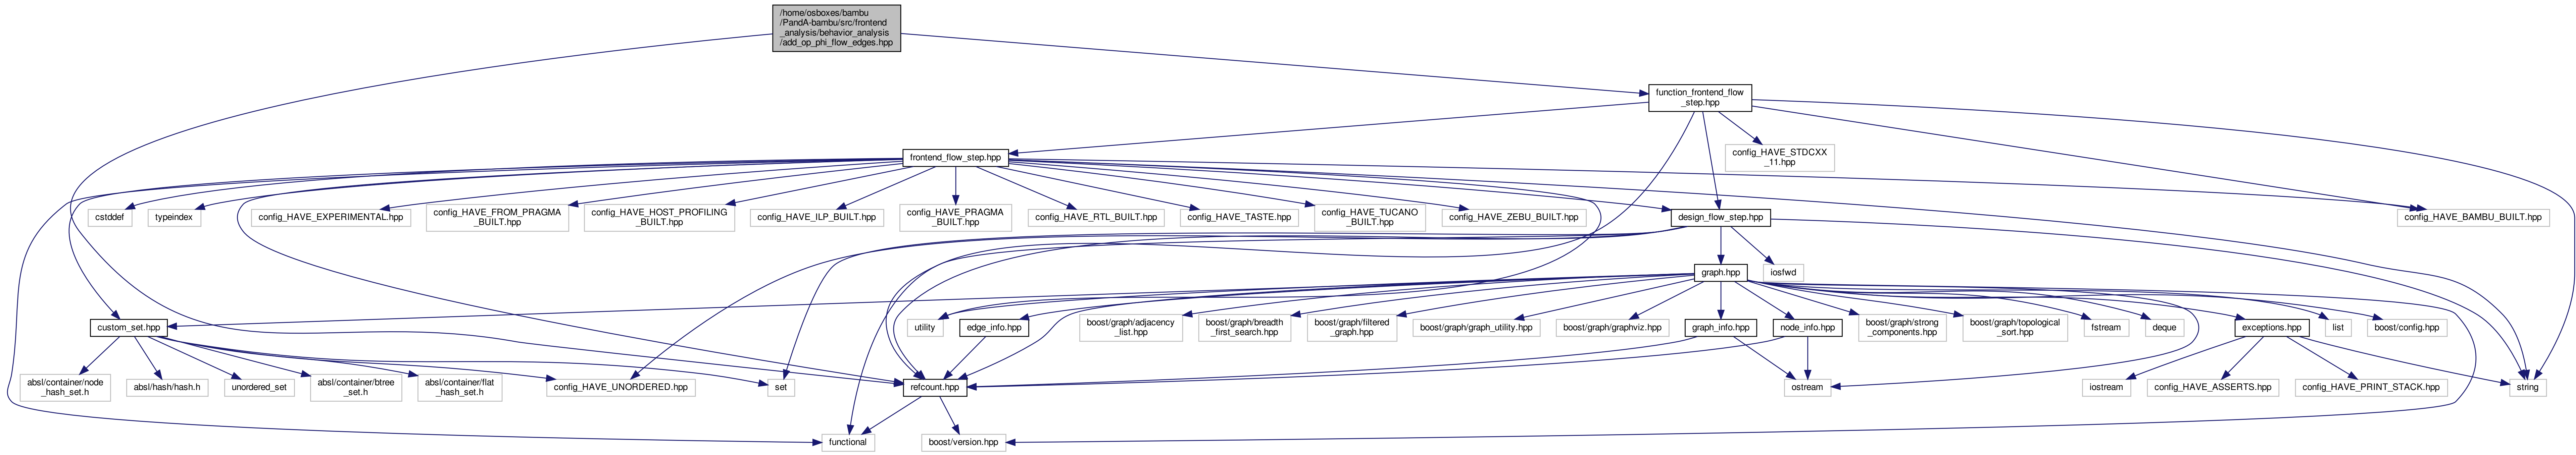 /home/osboxes/bambu
/PandA-bambu/src/frontend
_analysis/behavior_analysis
/add_op_phi_flow_edges.hpp
function_frontend_flow
_step.hpp
frontend_flow_step.hpp
config_HAVE_STDCXX
_11.hpp
cstddef
typeindex
config_HAVE_EXPERIMENTAL.hpp
config_HAVE_FROM_PRAGMA
_BUILT.hpp
config_HAVE_HOST_PROFILING
_BUILT.hpp
config_HAVE_ILP_BUILT.hpp
config_HAVE_PRAGMA
_BUILT.hpp
config_HAVE_RTL_BUILT.hpp
config_HAVE_TASTE.hpp
config_HAVE_TUCANO
_BUILT.hpp
config_HAVE_ZEBU_BUILT.hpp
design_flow_step.hpp
config_HAVE_BAMBU_BUILT.hpp
graph.hpp
iosfwd
custom_set.hpp
utility
edge_info.hpp
boost/graph/adjacency
_list.hpp
boost/graph/breadth
_first_search.hpp
boost/graph/filtered
_graph.hpp
boost/graph/graph_utility.hpp
boost/graph/graphviz.hpp
graph_info.hpp
node_info.hpp
boost/graph/strong
_components.hpp
boost/graph/topological
_sort.hpp
fstream
deque
exceptions.hpp
list
boost/config.hpp
absl/container/node
_hash_set.h
absl/hash/hash.h
unordered_set
absl/container/btree
_set.h
absl/container/flat
_hash_set.h
config_HAVE_UNORDERED.hpp
set
refcount.hpp
ostream
iostream
config_HAVE_ASSERTS.hpp
config_HAVE_PRINT_STACK.hpp
string
functional
boost/version.hpp